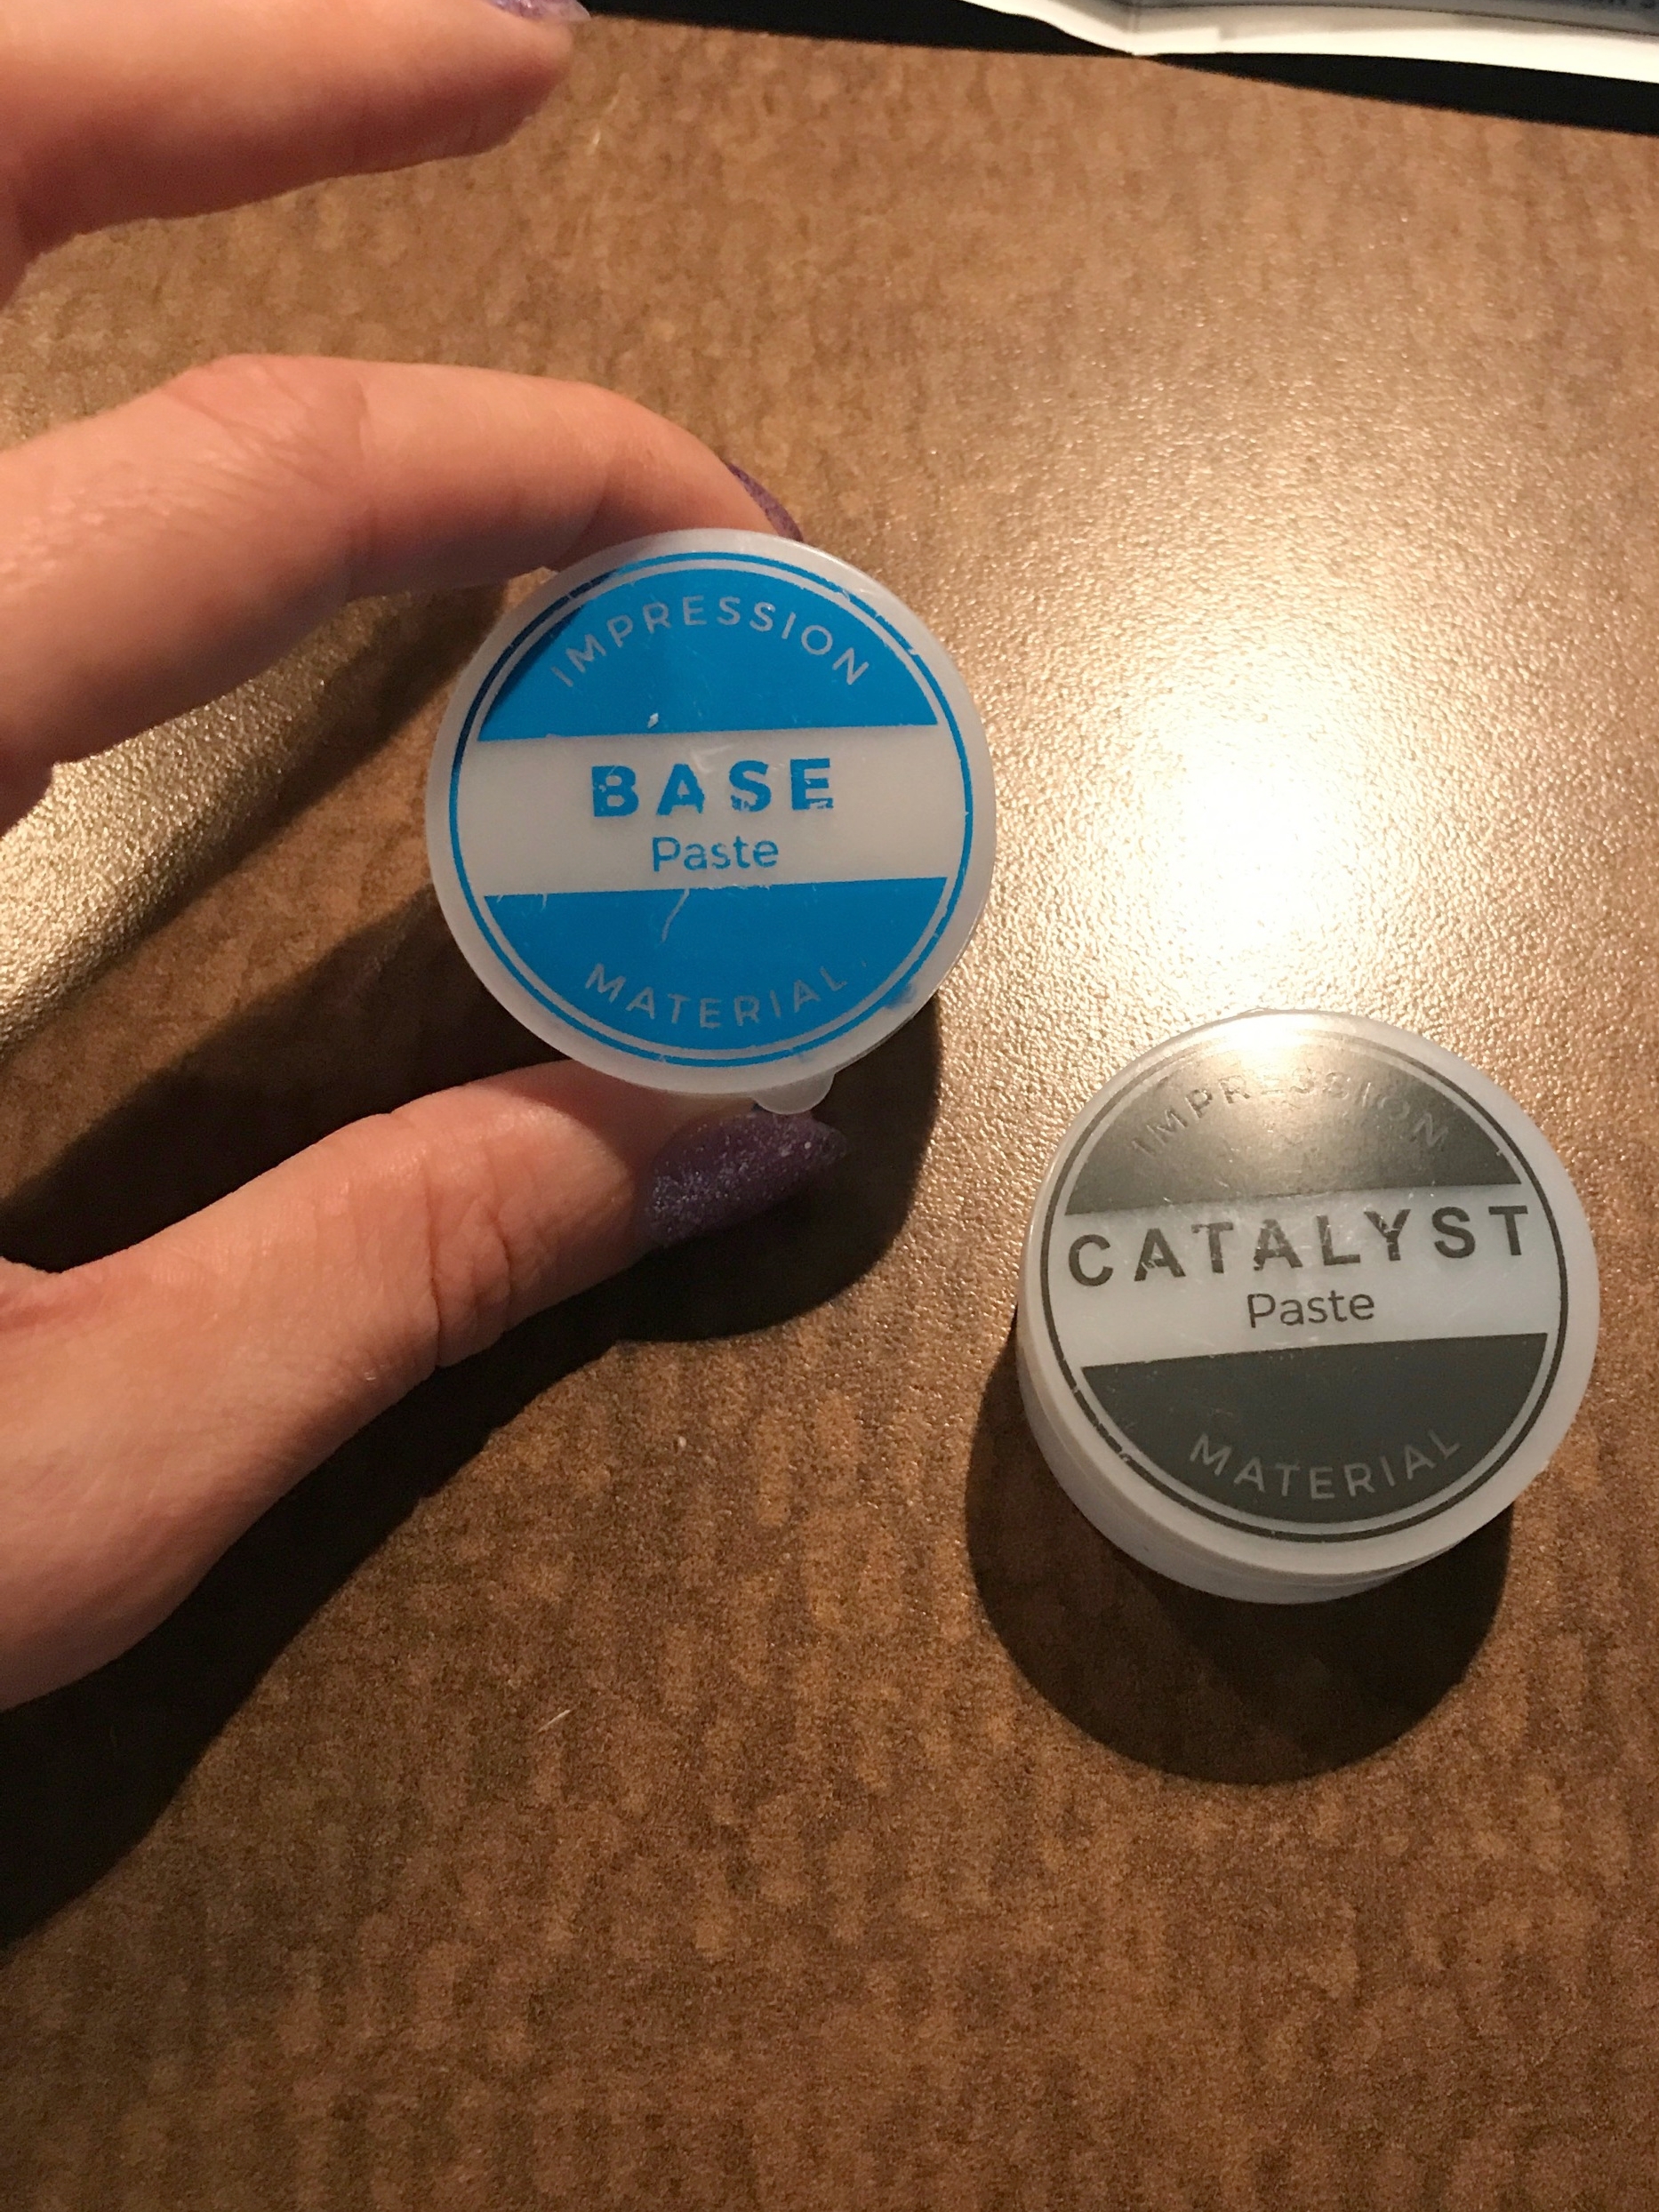 IMPRESSION
BASE
Paste
MATERIAL
IMPRESSION
CATALYST
Paste
MATERIAL